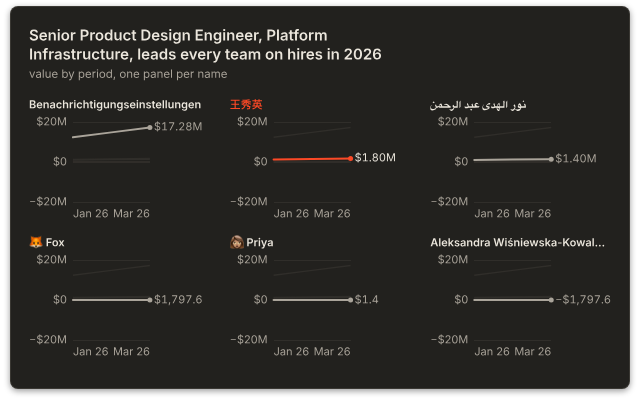 Senior Product Design Engineer, Platform
Infrastructure, leads every team on hires in 2026
value by period, one panel per name
Benachrichtigungseinstellungen
$20M
$0
−$20M
$17.28M
Jan 26 Mar 26
王秀英
$20M
$0
−$20M
$1.80M
Jan 26 Mar 26
نور الهدى عبد الرحمن
$20M
$0
−$20M
$1.40M
Jan 26 Mar 26
🦊 Fox
$20M
$0
−$20M
$1,797.6
Jan 26 Mar 26
👩🏽 Priya
$20M
$0
−$20M
$1.4
Jan 26 Mar 26
Aleksandra Wiśniewska-Kowal...
$20M
$0
−$20M
−$1,797.6
Jan 26 Mar 26